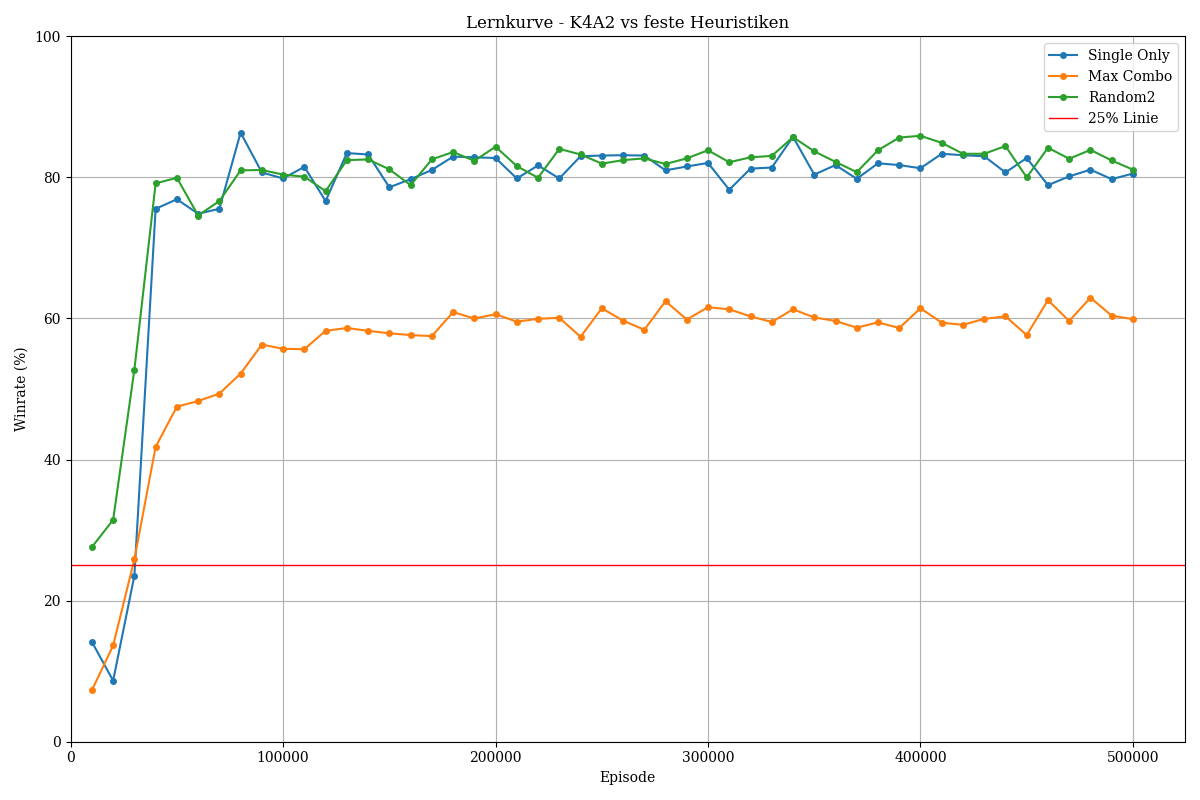 Lernkurve - K4A2 vs feste Heuristiken
Single Only
Max Combo
Random2
25% Linie
Winrate (%)
100
80
60
40
20
0
0 100000 200000 300000 400000 500000
Episode